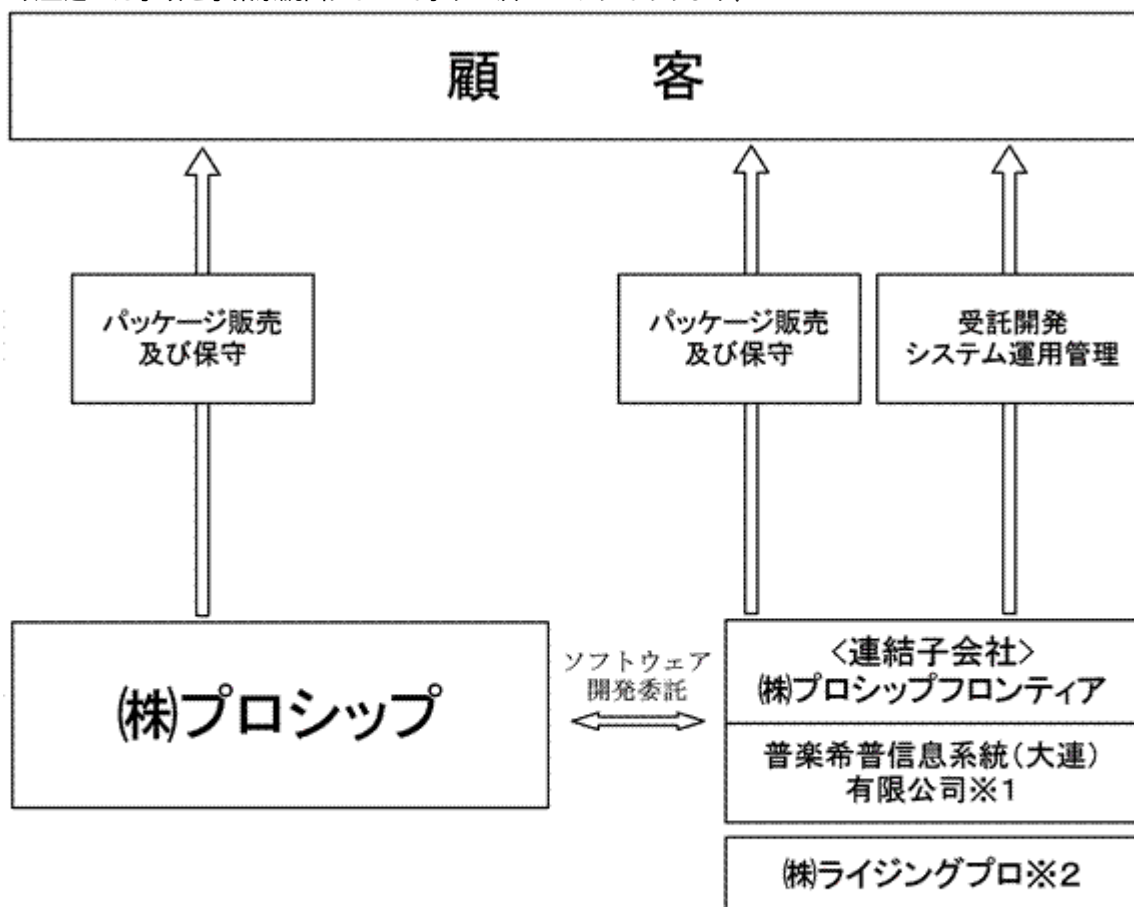 顧　客
パッケージ販売
及び保守
パッケージ販売
及び保守
受託開発
システム運用管理
㈱プロシップ
ソフトウェア
開発委託
<連結子会社>
㈱プロシップフロンティア
普楽希普信息系統(大連)
有限公司※1
㈱ライジングプロ※2